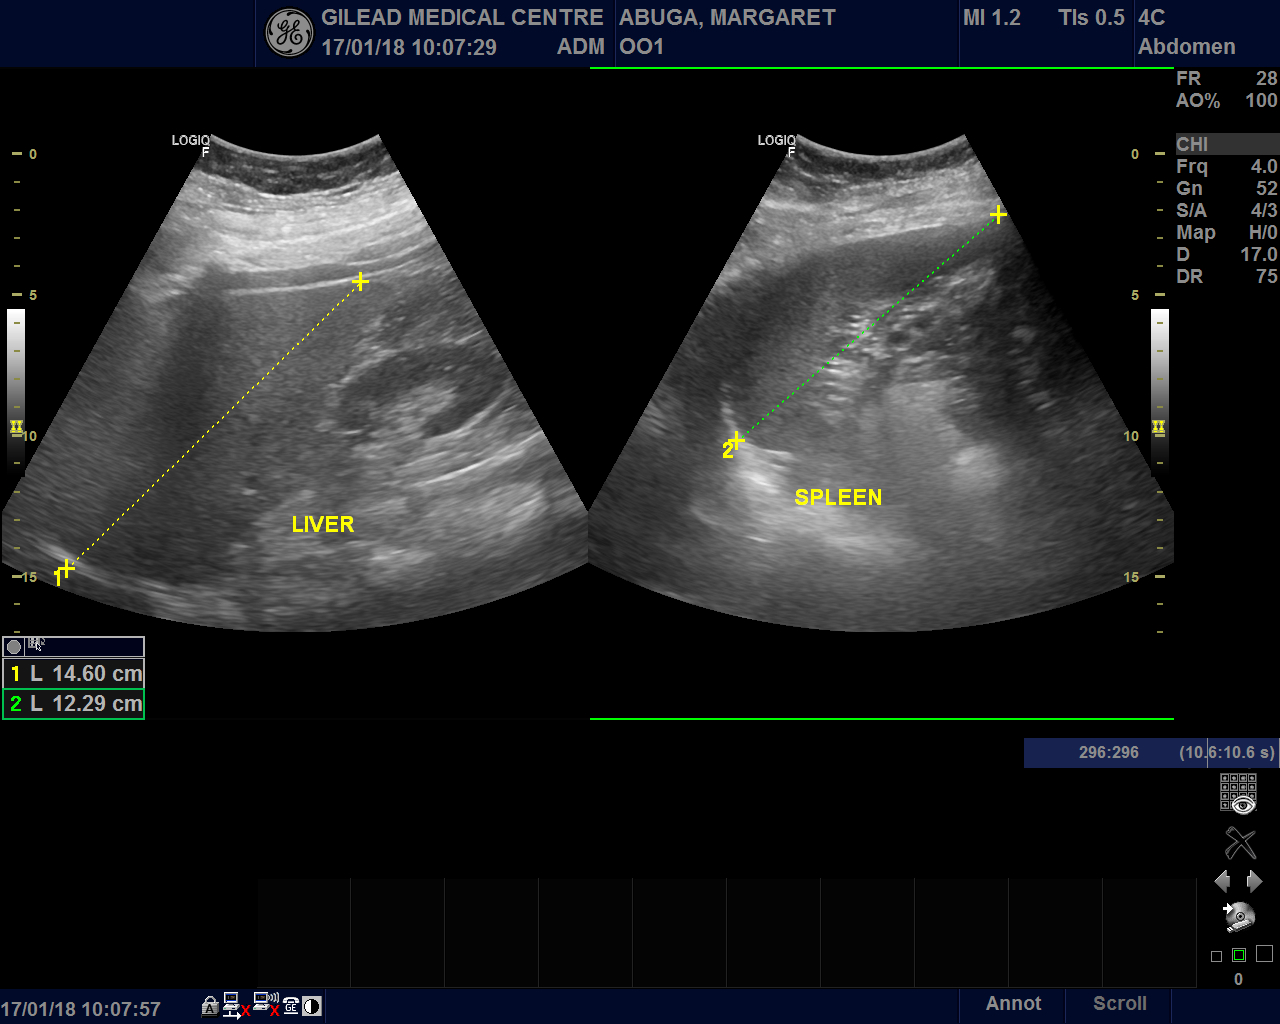 GILEAD MEDICAL CENTRE
17/01/18 10:07:29 ADM
ABUGA, MARGARET
OO1
MI 1.2 TIs 0.5
4C
Abdomen
FR 28
AO% 100
CHI
Frq 4.0
Gn 52
S/A 4/3
Map H/0
D 17.0
DR 75
LOGIQ
F
0
5
10
15
1
LIVER
LOGIQ
F
0
5
10
15
2
SPLEEN
1 L 14.60 cm
2 L 12.29 cm
296:296 (10.6:10.6 s)
0
17/01/18 10:07:57
Annot
Scroll